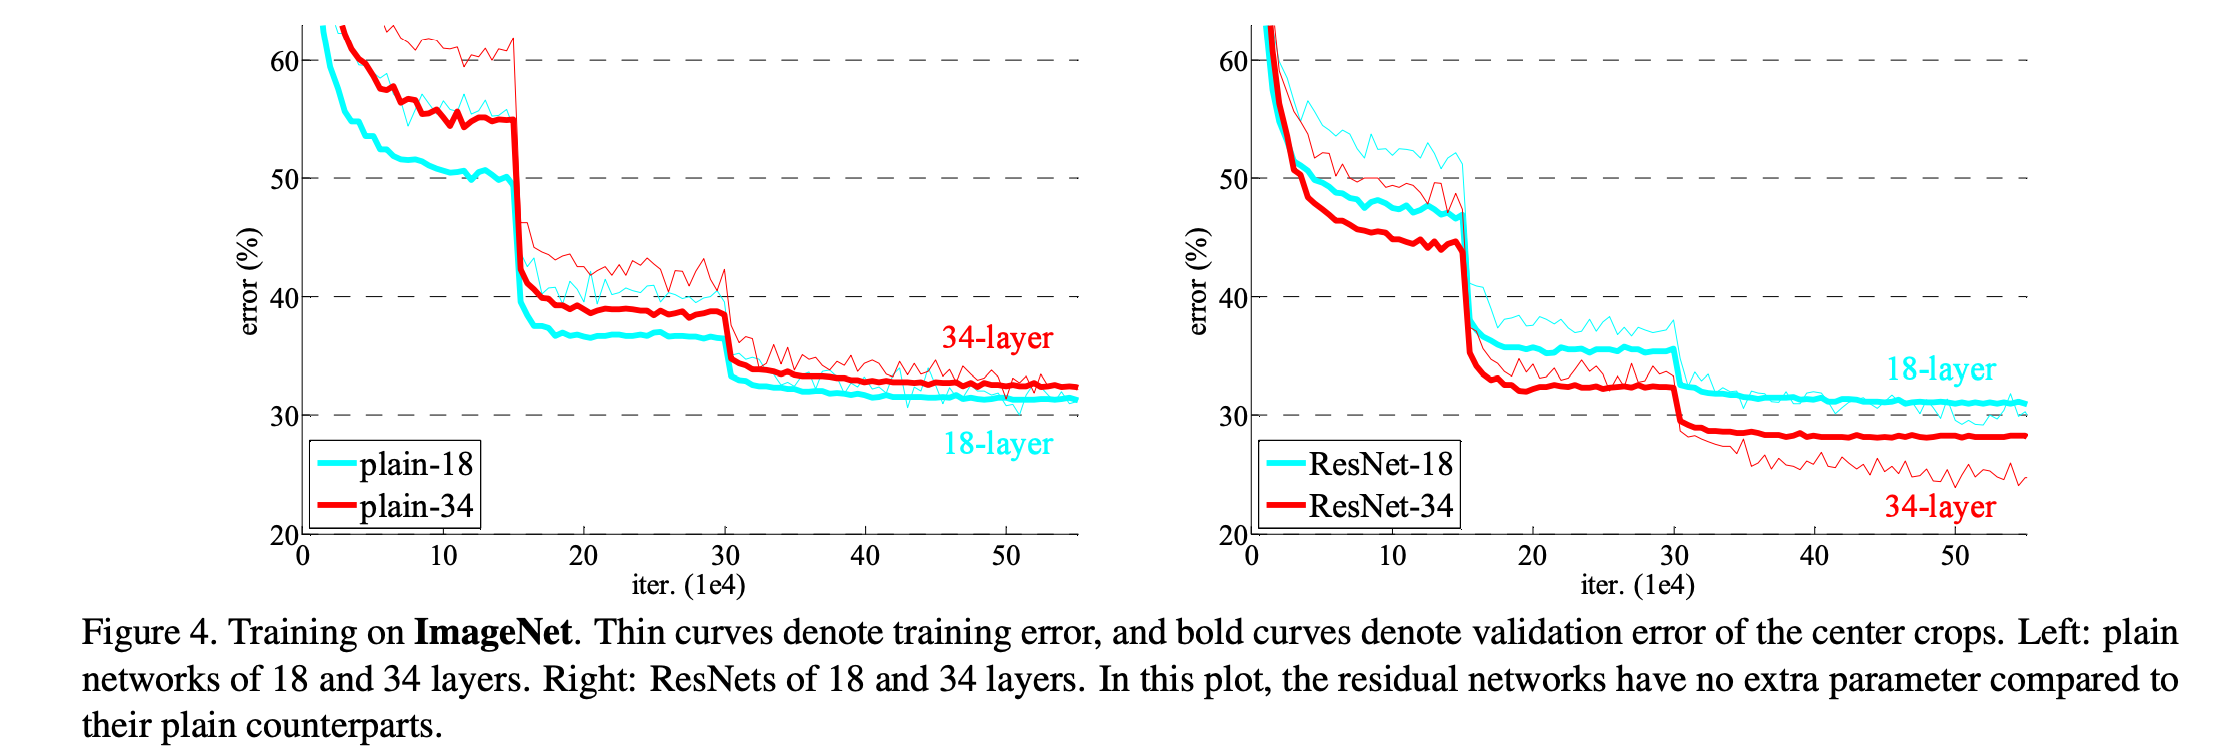 60
50
40
30
20
error (%)
0 10 20 30 40 50
iter. (1e4)
34-layer
18-layer
plain-18
plain-34
60
50
40
30
20
error (%)
0 10 20 30 40 50
iter. (1e4)
18-layer
34-layer
ResNet-18
ResNet-34
Figure 4. Training on ImageNet. Thin curves denote training error, and bold curves denote validation error of the center crops. Left: plain
networks of 18 and 34 layers. Right: ResNets of 18 and 34 layers. In this plot, the residual networks have no extra parameter compared to
their plain counterparts.